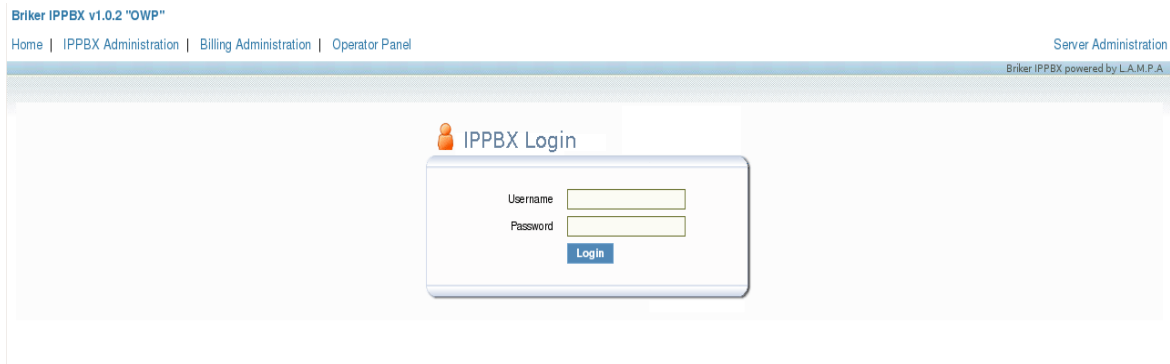 Briker IPPBX v1.0.2 "OWP"
Home | IPPBX Administration | Billing Administration | Operator Panel Server Administration
Briker IPPBX powered by L.A.M.P.A
IPPBX Login
Username
Password
Login